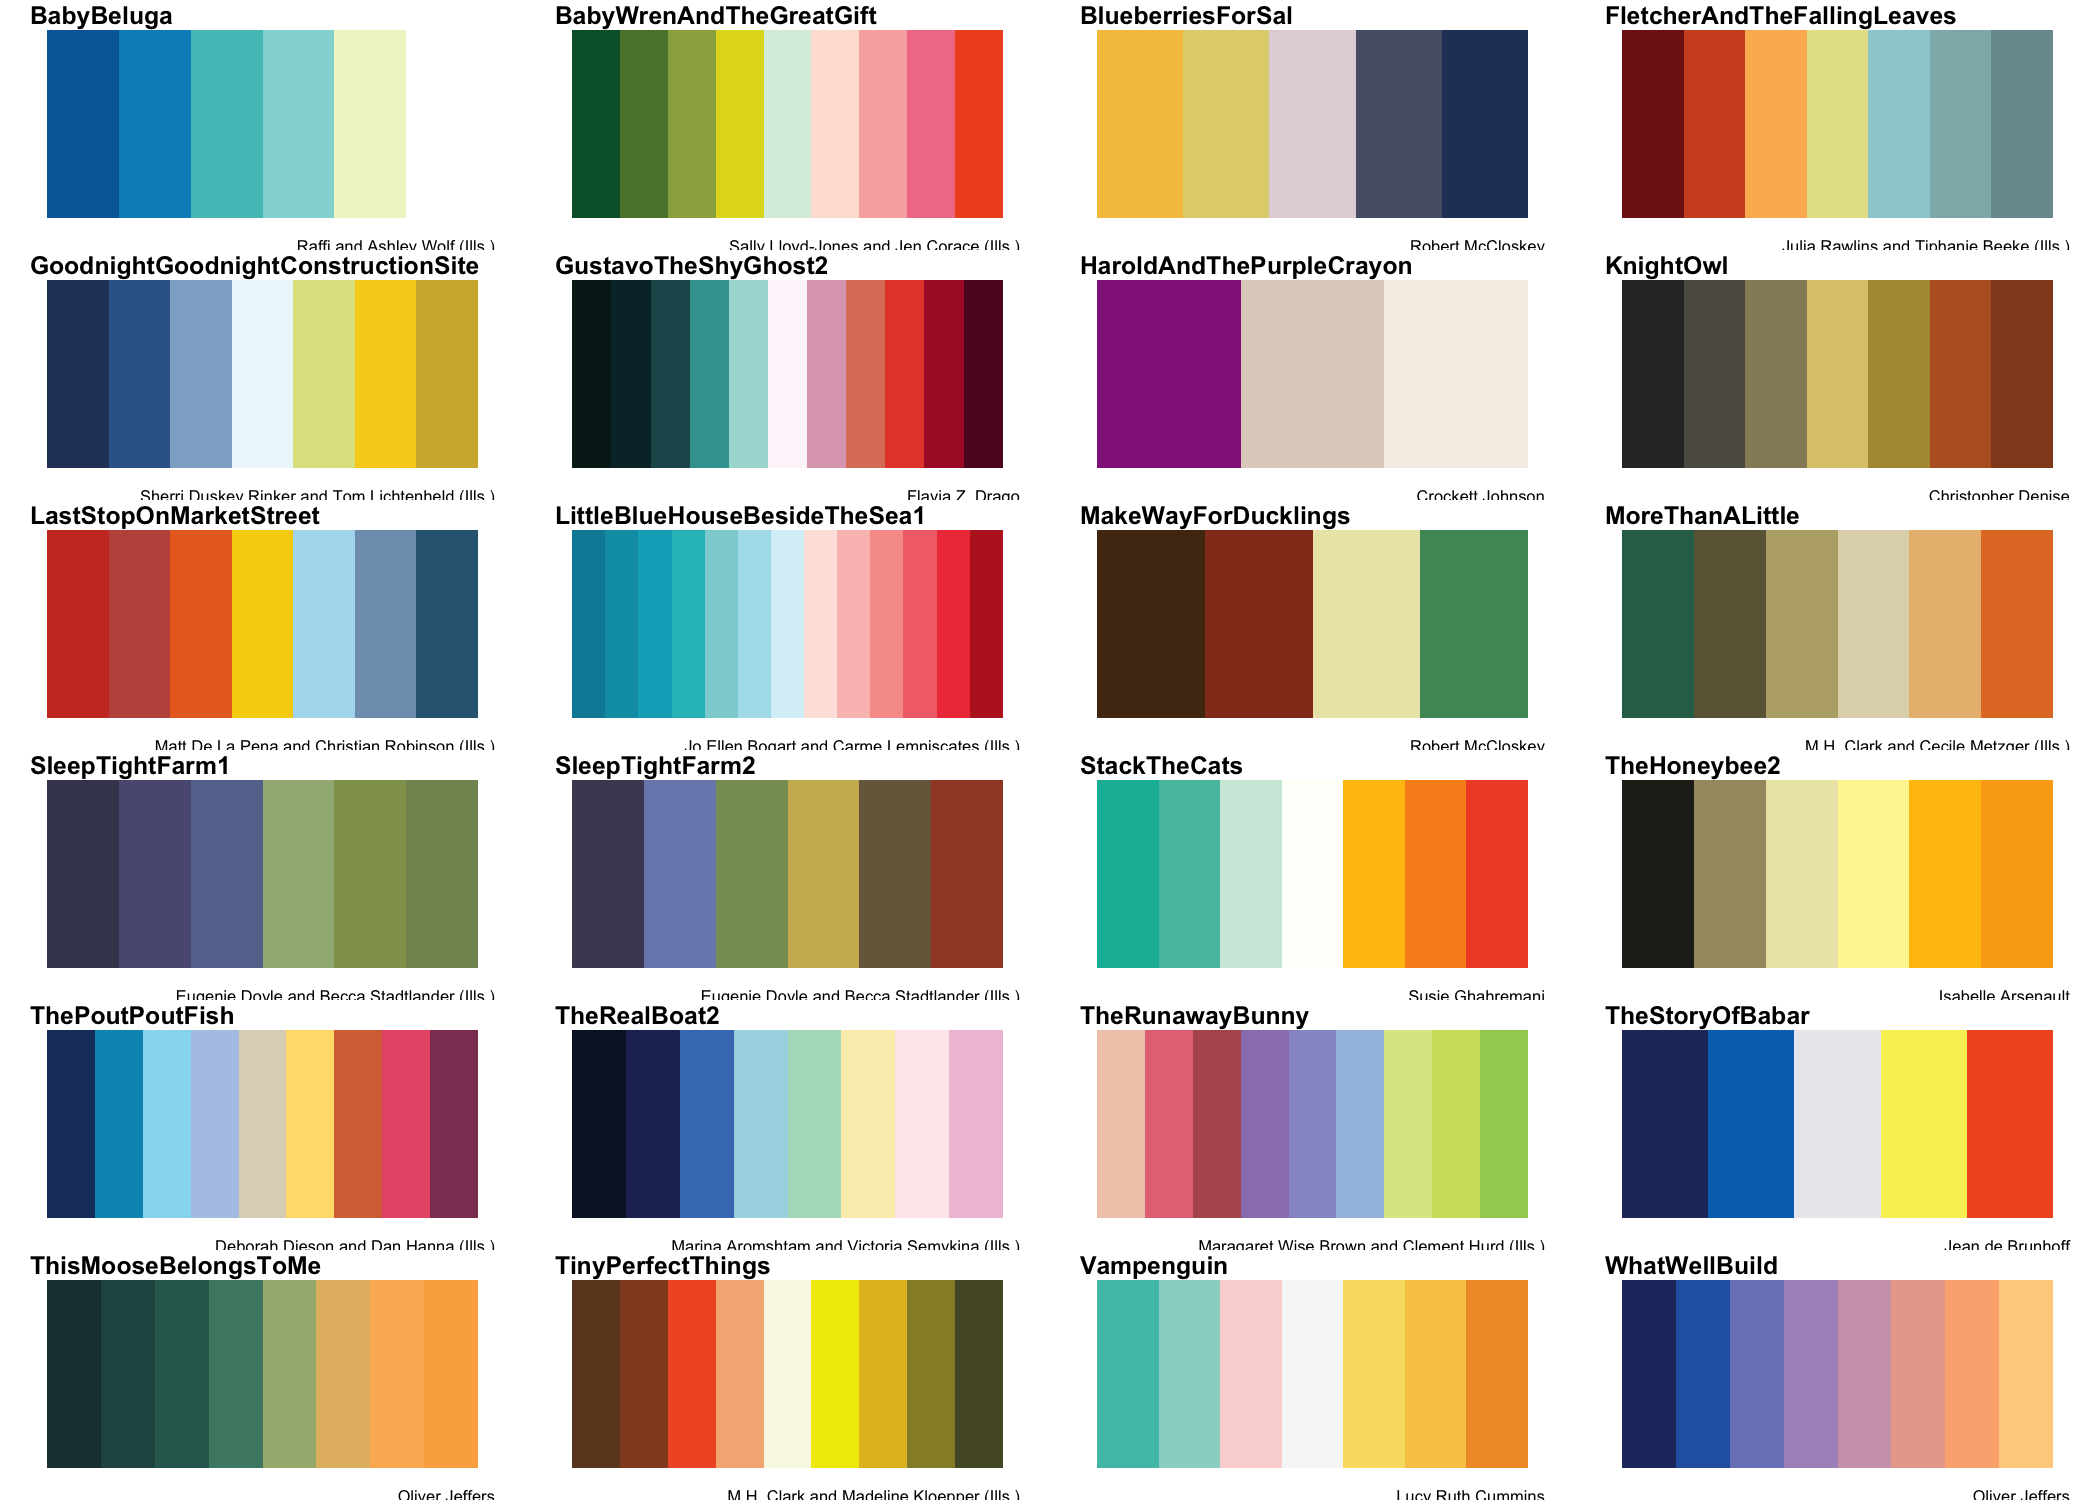 BabyBeluga
BabyWrenAndTheGreatGift
BlueberriesForSal
FletcherAndTheFallingLeaves
Raffi and Ashley Wolf (Ills.)
Sally Lloyd-Jones and Jen Corace (Ills.)
Robert McCloskey
Julia Rawlins and Tiphanie Beeke (Ills.)
GoodnightGoodnightConstructionSite
GustavoTheShyGhost2
HaroldAndThePurpleCrayon
KnightOwl
Sherri Duskey Rinker and Tom Lichtenheld (Ills.)
Flavia Z. Drago
Crockett Johnson
Christopher Denise
LastStopOnMarketStreet
LittleBlueHouseBesideTheSea1
MakeWayForDucklings
MoreThanALittle
Matt De La Pena and Christian Robinson (Ills.)
Jo Ellen Bogart and Carme Lemniscates (Ills.)
Robert McCloskey
M.H. Clark and Cecile Metzger (Ills.)
SleepTightFarm1
SleepTightFarm2
StackTheCats
TheHoneybee2
Eugenie Doyle and Becca Stadtlander (Ills.)
Eugenie Doyle and Becca Stadtlander (Ills.)
Susie Ghahremani
Isabelle Arsenault
ThePoutPoutFish
TheRealBoat2
TheRunawayBunny
TheStoryOfBabar
Deborah Dieson and Dan Hanna (Ills.)
Marina Aromshtam and Victoria Semykina (Ills.)
Maragaret Wise Brown and Clement Hurd (Ills.)
Jean de Brunhoff
ThisMooseBelongsToMe
TinyPerfectThings
Vampenguin
WhatWellBuild
Oliver Jeffers
M.H. Clark and Madeline Kloepper (Ills.)
Lucy Ruth Cummins
Oliver Jeffers